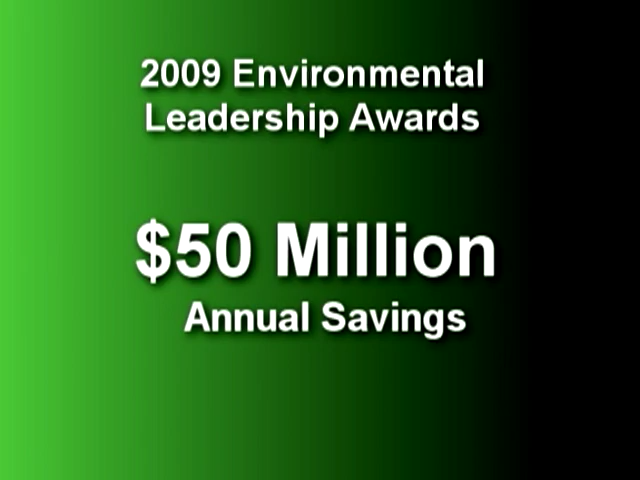 2009 Environmental
Leadership Awards
$50 Million
Annual Savings